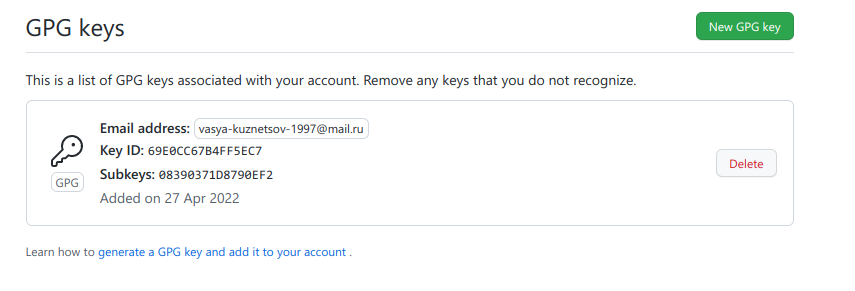 GPG keys
New GPG key
This is a list of GPG keys associated with your account. Remove any keys that you do not recognize.
Email address: vasya-kuznetsov-1997@mail.ru
Key ID: 69E0CC67B4FF5EC7
GPG
Subkeys: 08390371D8790EF2
Added on 27 Apr 2022
Delete
Learn how to generate a GPG key and add it to your account .